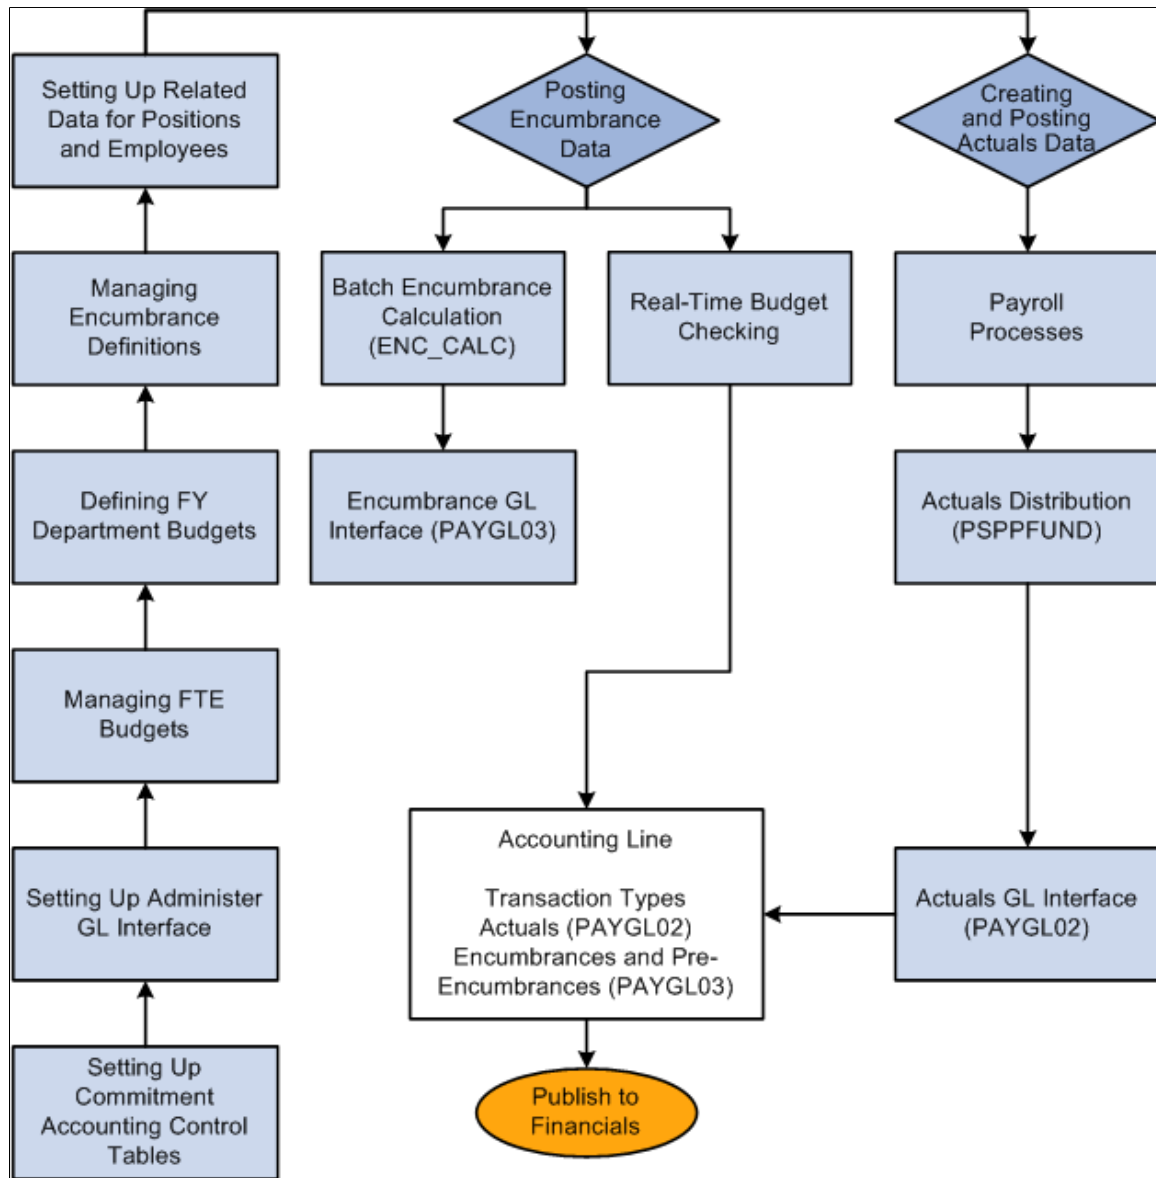 Setting Up Related
Data for Positions
and Employees
Posting
Encumbrance
Data
Creating
and Posting
Actuals Data
Managing
Encumbrance
Definitions
Batch Encumbrance
Calculation
(ENC_CALC)
Real-Time Budget
Checking
Payroll
Processes
Defining FY
Department Budgets
Encumbrance GL
Interface (PAYGL03)
Actuals Distribution
(PSPPFUND)
Managing FTE
Budgets
Setting Up Administer
GL Interface
Accounting Line
Transaction Types
Actuals (PAYGL02)
Encumbrances and Pre-
Encumbrances (PAYGL03)
Actuals GL Interface
(PAYGL02)
Setting Up
Commitment
Accounting Control
Tables
Publish to
Financials